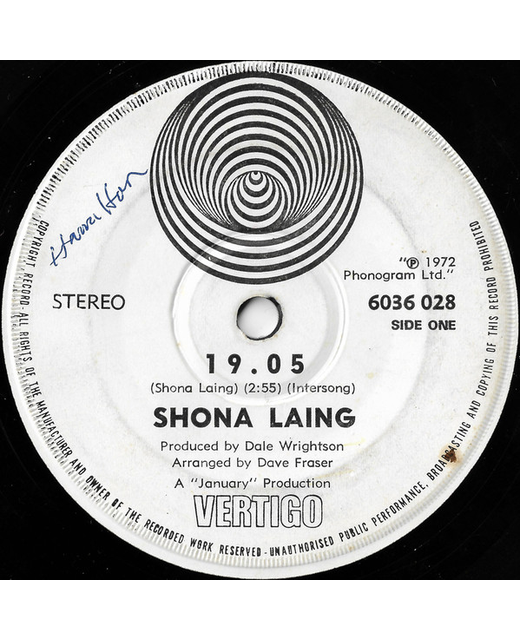 Hamilton
"℗ 1972
Phonogram Ltd."
STEREO
6036 028
SIDE ONE
19.05
(Shona Laing) (2:55) (Intersong)
SHONA LAING
Produced by Dale Wrightson
Arranged by Dave Fraser
A "January" Production
VERTIGO
COPYRIGHT RECORD·ALL RIGHTS OF THE MANUFACTURER AND OWNER OF THE RECORDED WORK RESERVED·UNAUTHORISED PUBLIC PERFORMANCE, BROADCASTING AND COPYING OF THIS RECORD PROHIBITED